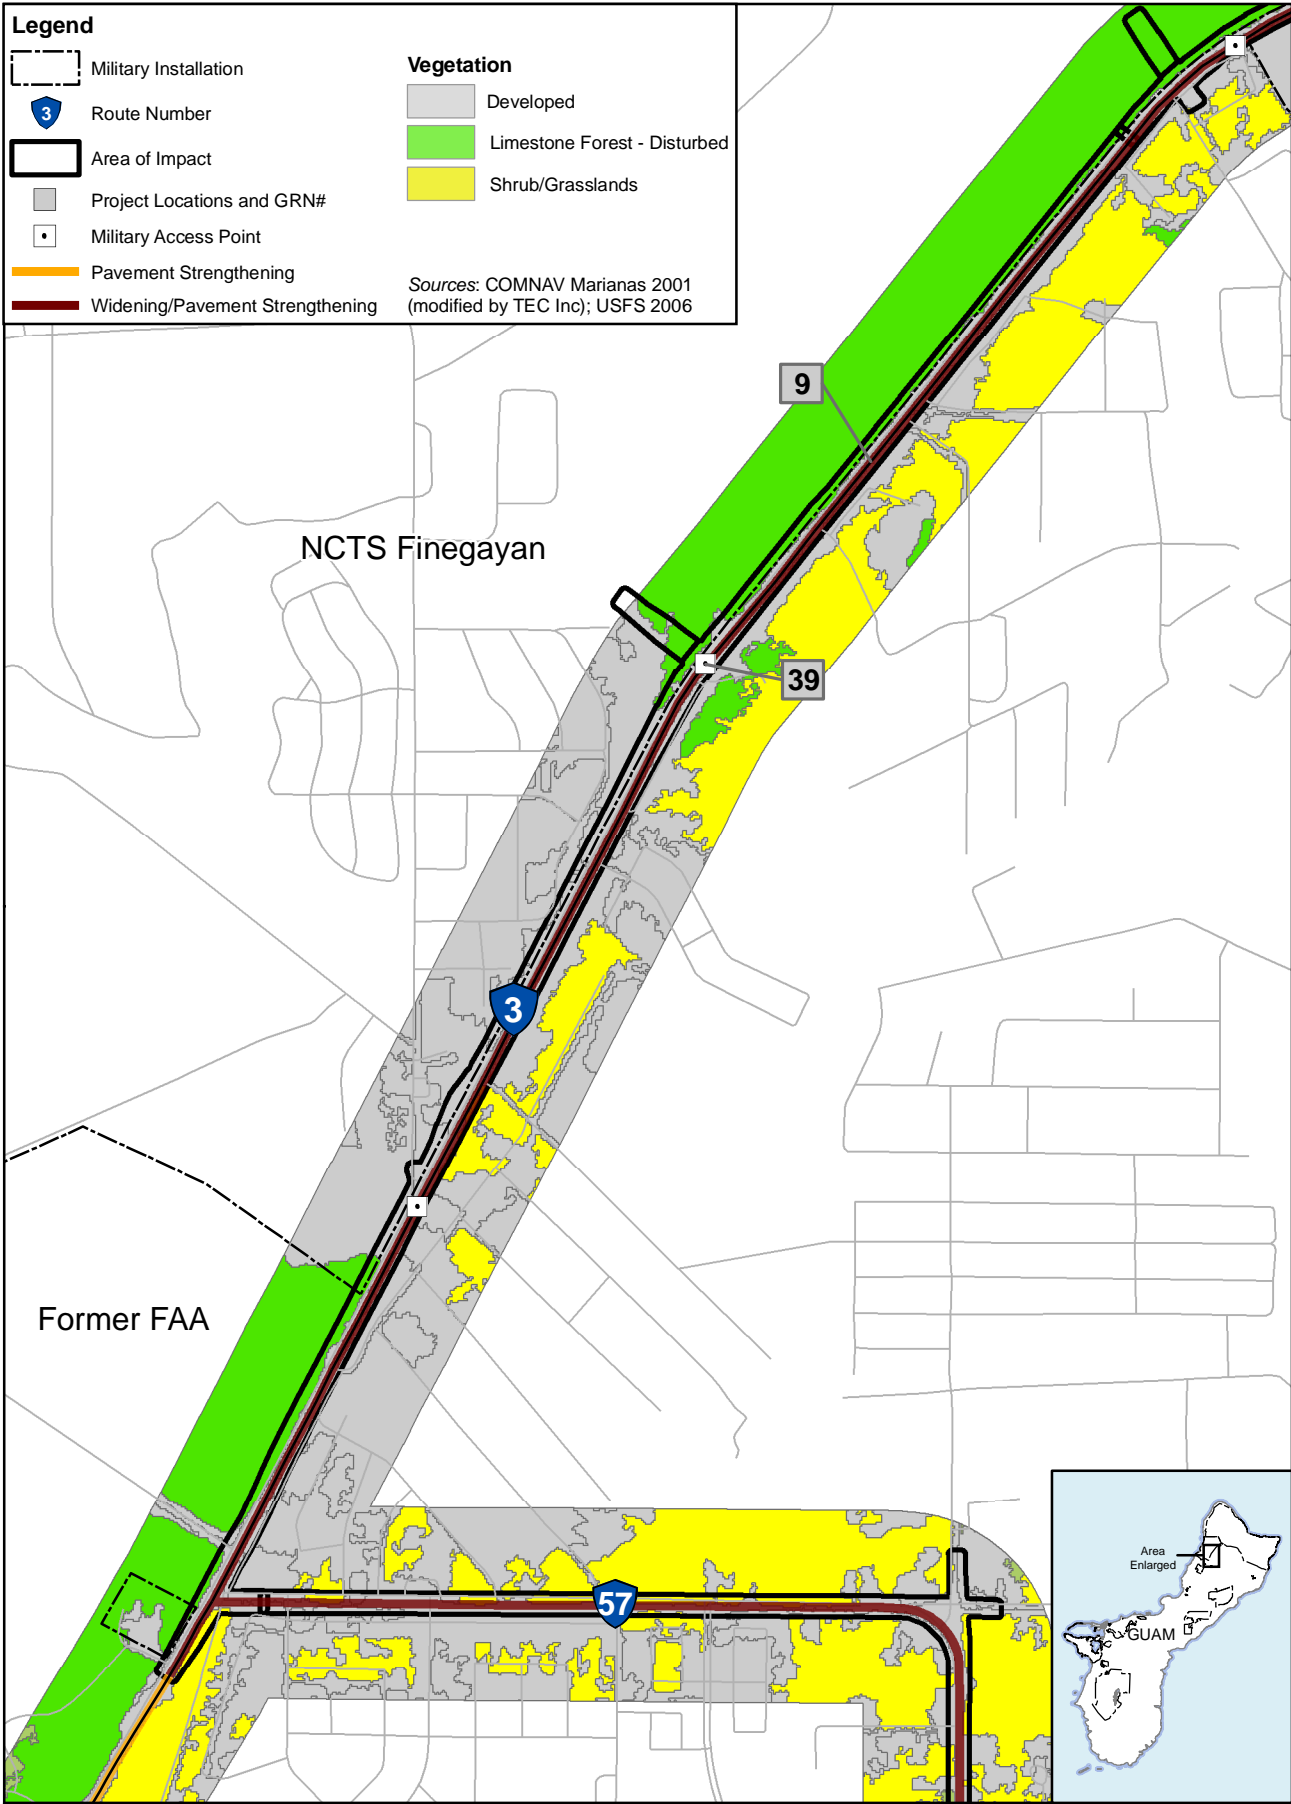 Legend
Military Installation
3
Route Number
Area of Impact
Project Locations and GRN#
Military Access Point
Pavement Strengthening
Widening/Pavement Strengthening
Vegetation
Developed
Limestone Forest - Disturbed
Shrub/Grasslands
Sources: COMNAV Marianas 2001
(modified by TEC Inc); USFS 2006
9
NCTS Finegayan
39
3
Former FAA
57
Area
Enlarged
GUAM